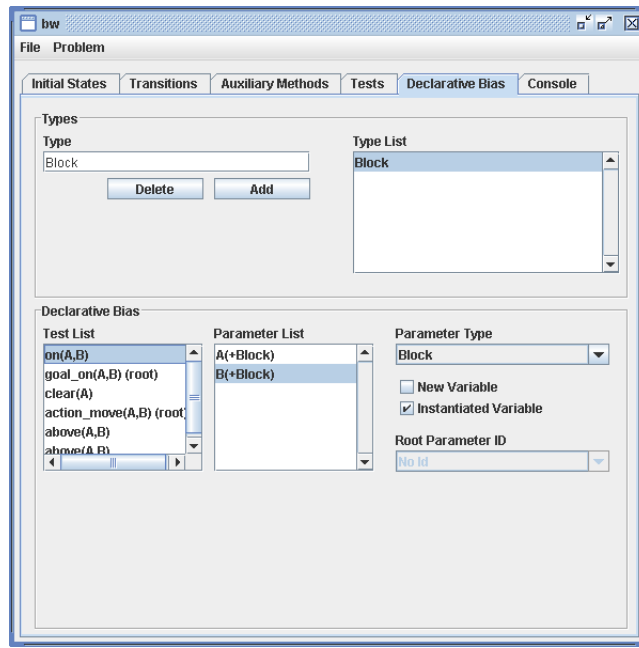 bw
File Problem
Initial States Transitions Auxiliary Methods Tests Declarative Bias Console
Types
Type Type List
Block Block
Delete Add
Declarative Bias
Test List Parameter List Parameter Type
on(A,B) A(+Block) Block
goal_on(A,B) (root) B(+Block)
clear(A) New Variable
action_move(A,B) (root) Instantiated Variable
above(A,B) Root Parameter ID
above(A,B)
No Id